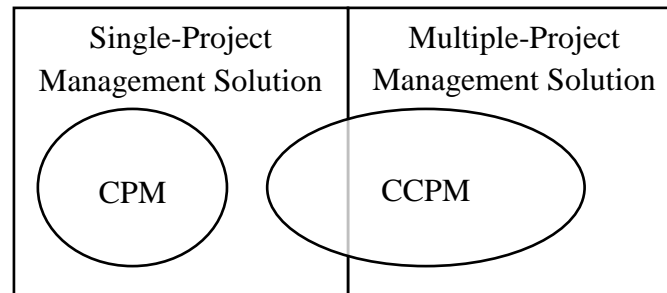 Single-Project
Management Solution
Multiple-Project
Management Solution
CPM
CCPM